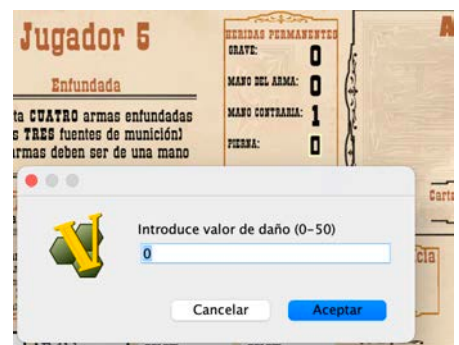 Jugador 5
HERIDAS PERMANENTES
GRAVE: 0
MANO DEL ARMA: 0
MANO CONTRARIA: 1
PIERNA: 0
Enfundada
ta CUATRO armas enfundadas
s TRES fuentes de munición)
armas deben ser de una mano
Introduce valor de daño (0-50)
0
Cancelar
Aceptar
Carta
cia